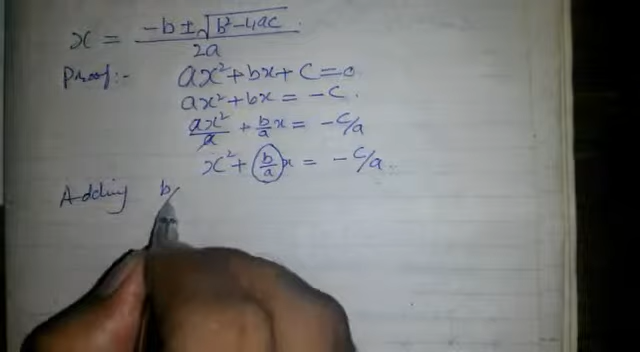 x = -b ± √b²-4ac / 2a
Proof:- ax²+bx+c=0
ax²+bx = -c.
ax²/a + b/a x = -c/a
x² + b/a x = -c/a.
Adding b/